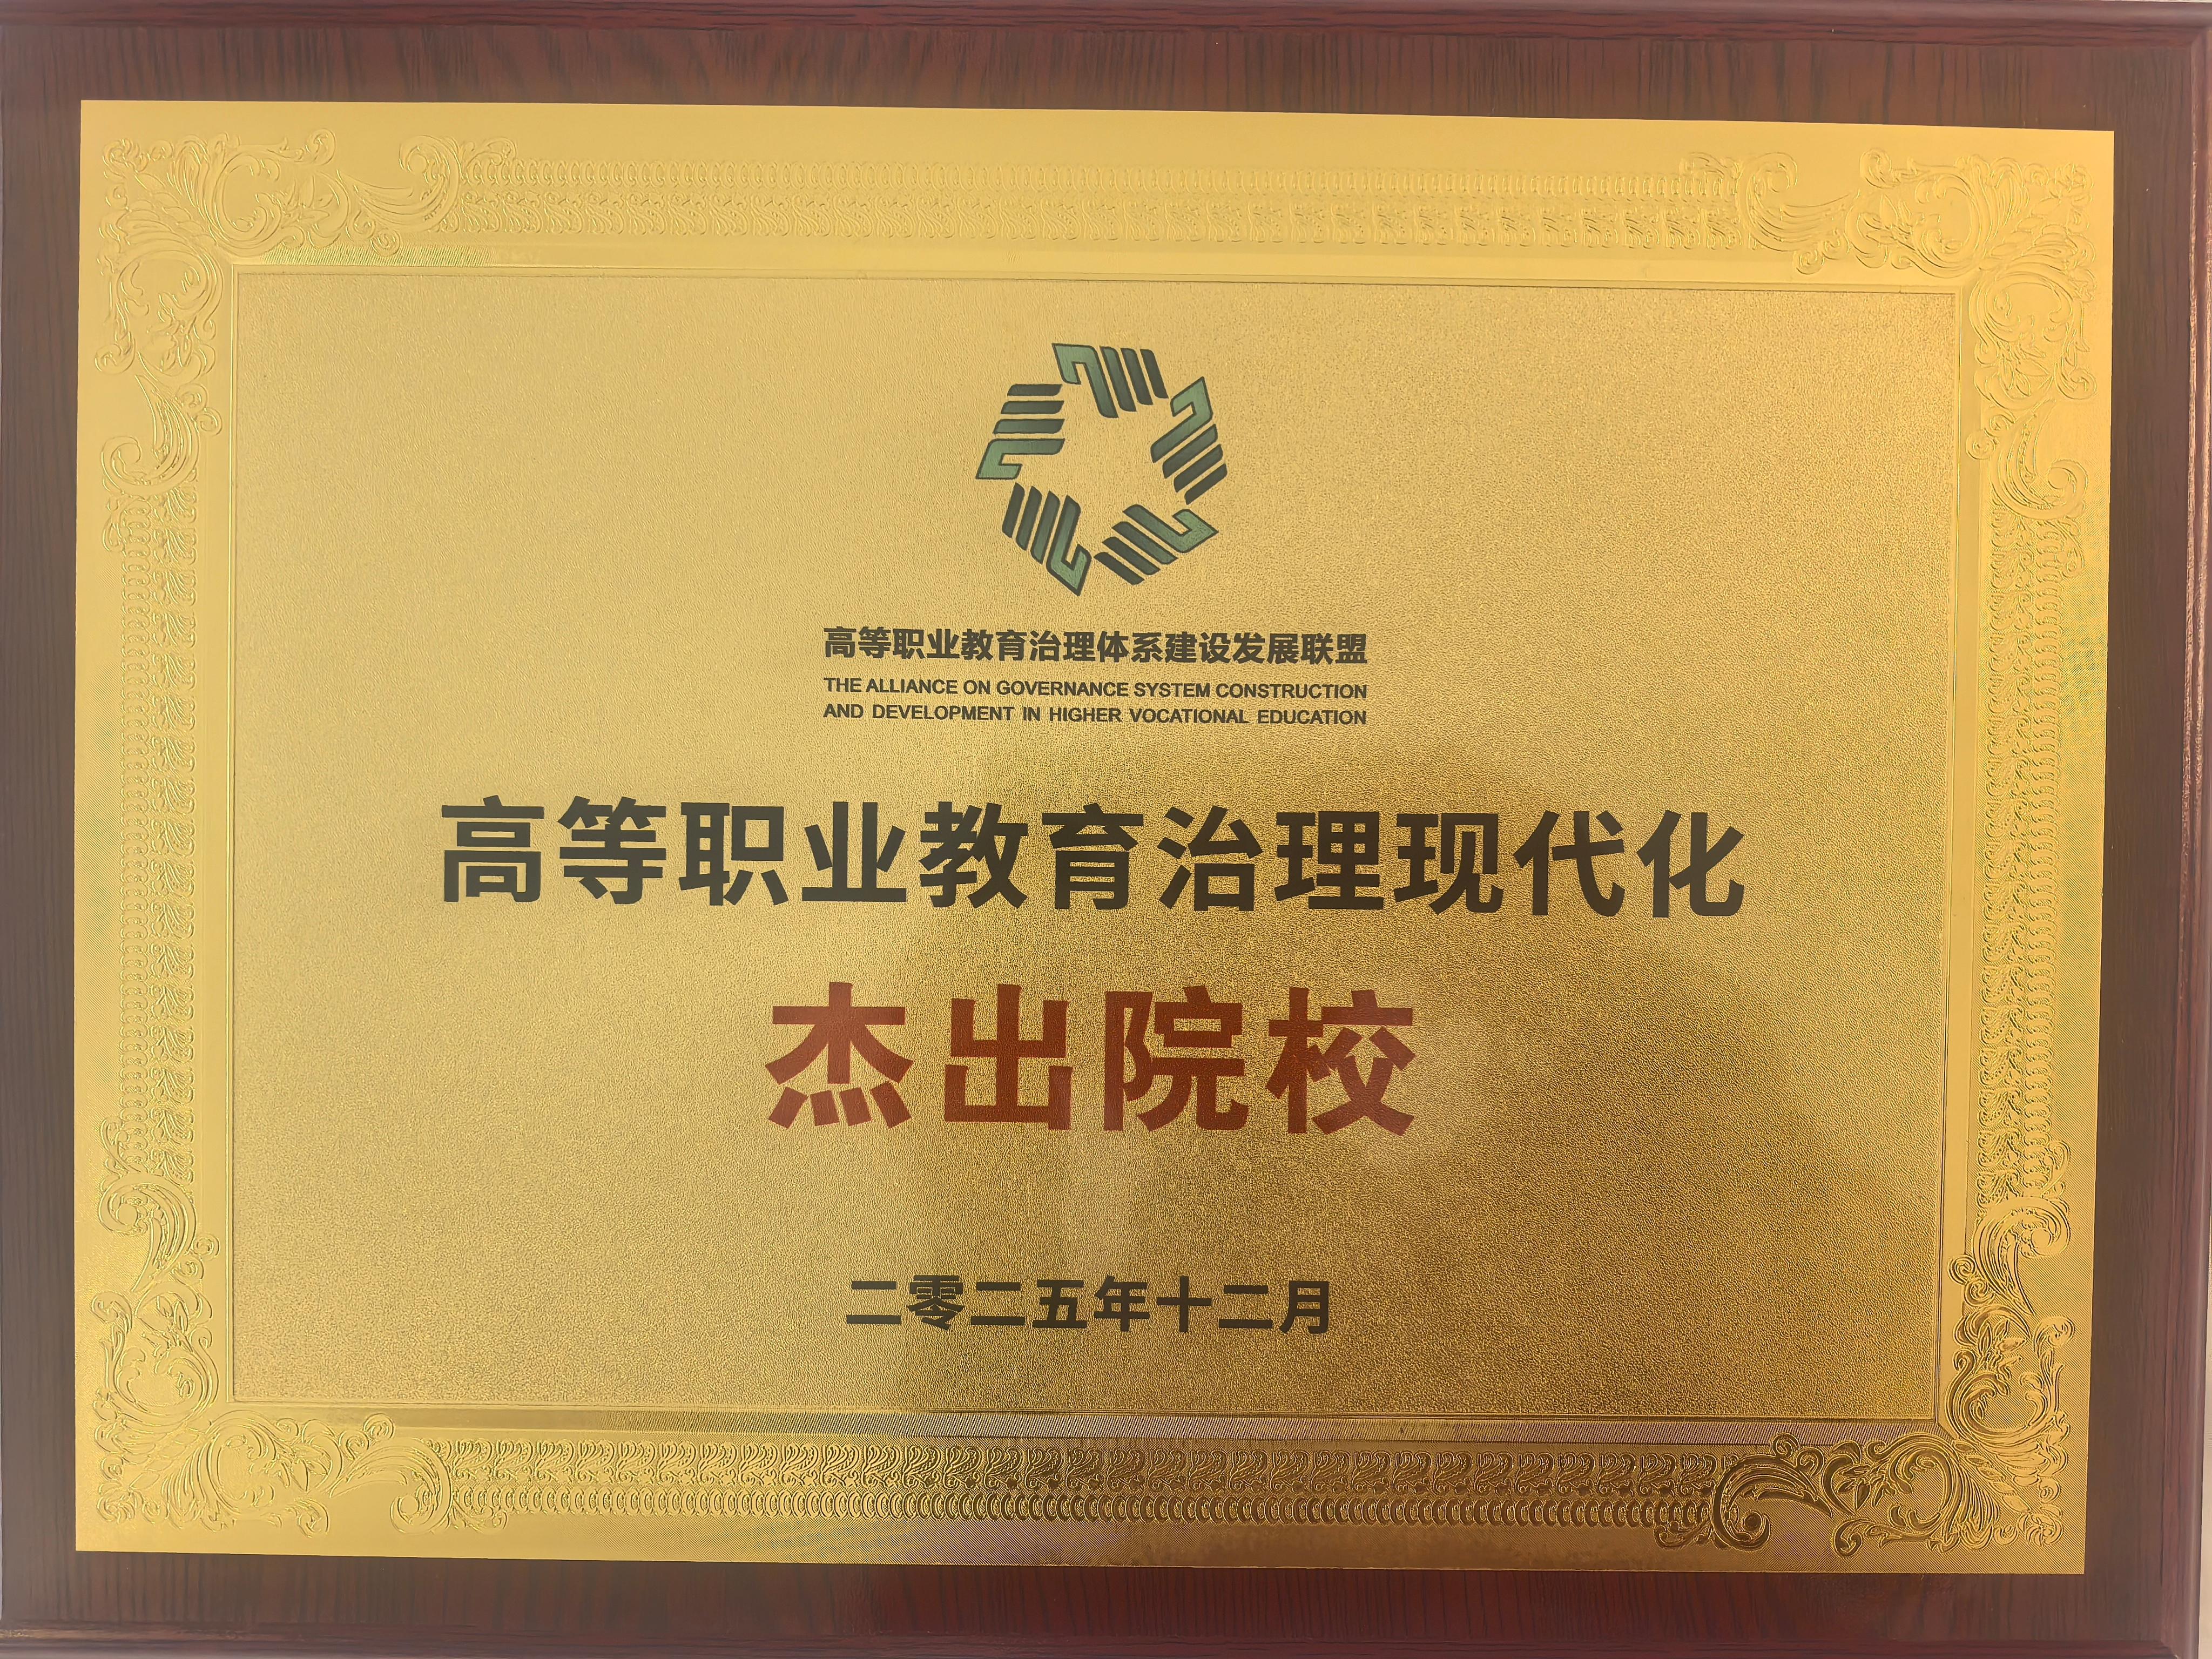 高等职业教育治理体系建设发展联盟
THE ALLIANCE ON GOVERNANCE SYSTEM CONSTRUCTION
AND DEVELOPMENT IN HIGHER VOCATIONAL EDUCATION
高等职业教育治理现代化
杰出院校
二零二五年十二月